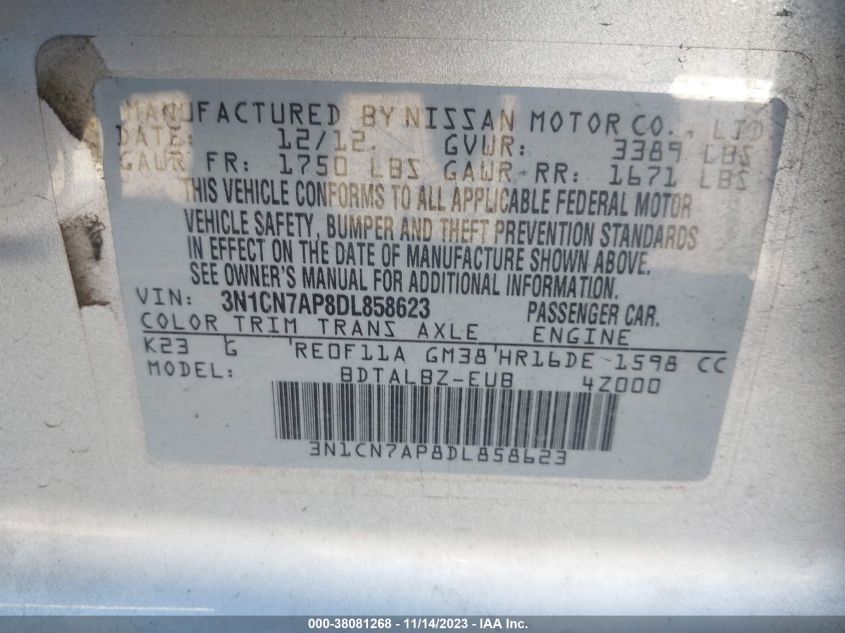 MANUFACTURED BY NISSAN MOTOR CO., LTD
DATE: 12/12. GVWR: 3389 LBS
GAWR FR: 1750 LBS GAWR RR: 1671 LBS
THIS VEHICLE CONFORMS TO ALL APPLICABLE FEDERAL MOTOR
VEHICLE SAFETY, BUMPER AND THEFT PREVENTION STANDARDS
IN EFFECT ON THE DATE OF MANUFACTURE SHOWN ABOVE.
SEE OWNER'S MANUAL FOR ADDITIONAL INFORMATION.
VIN: 3N1CN7AP8DL858623 PASSENGER CAR.
COLOR TRIM TRANS AXLE ENGINE
K23 G RE0F11A GM38 HR16DE 1598 CC
MODEL: BDTALBZ-EUB 4Z000
3N1CN7AP8DL858623
000-38081268 - 11/14/2023 - IAA Inc.